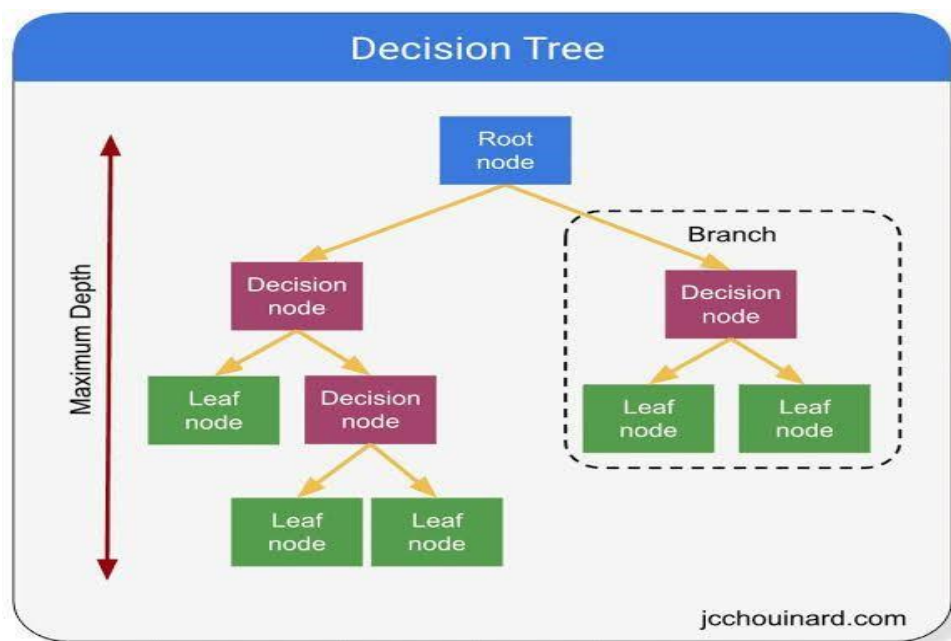 Decision Tree
Root
node
Branch
Decision
node
Decision
node
Maximum Depth
Leaf
node
Decision
node
Leaf
node
Leaf
node
Leaf
node
Leaf
node
jcchouinard.com